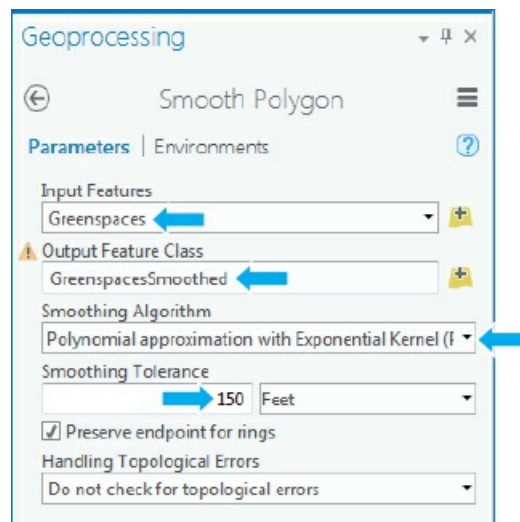 Geoprocessing
Smooth Polygon
Parameters | Environments
Input Features
Greenspaces
Output Feature Class
GreenspacesSmoothed
Smoothing Algorithm
Polynomial approximation with Exponential Kernel (
Smoothing Tolerance
150 Feet
Preserve endpoint for rings
Handling Topological Errors
Do not check for topological errors